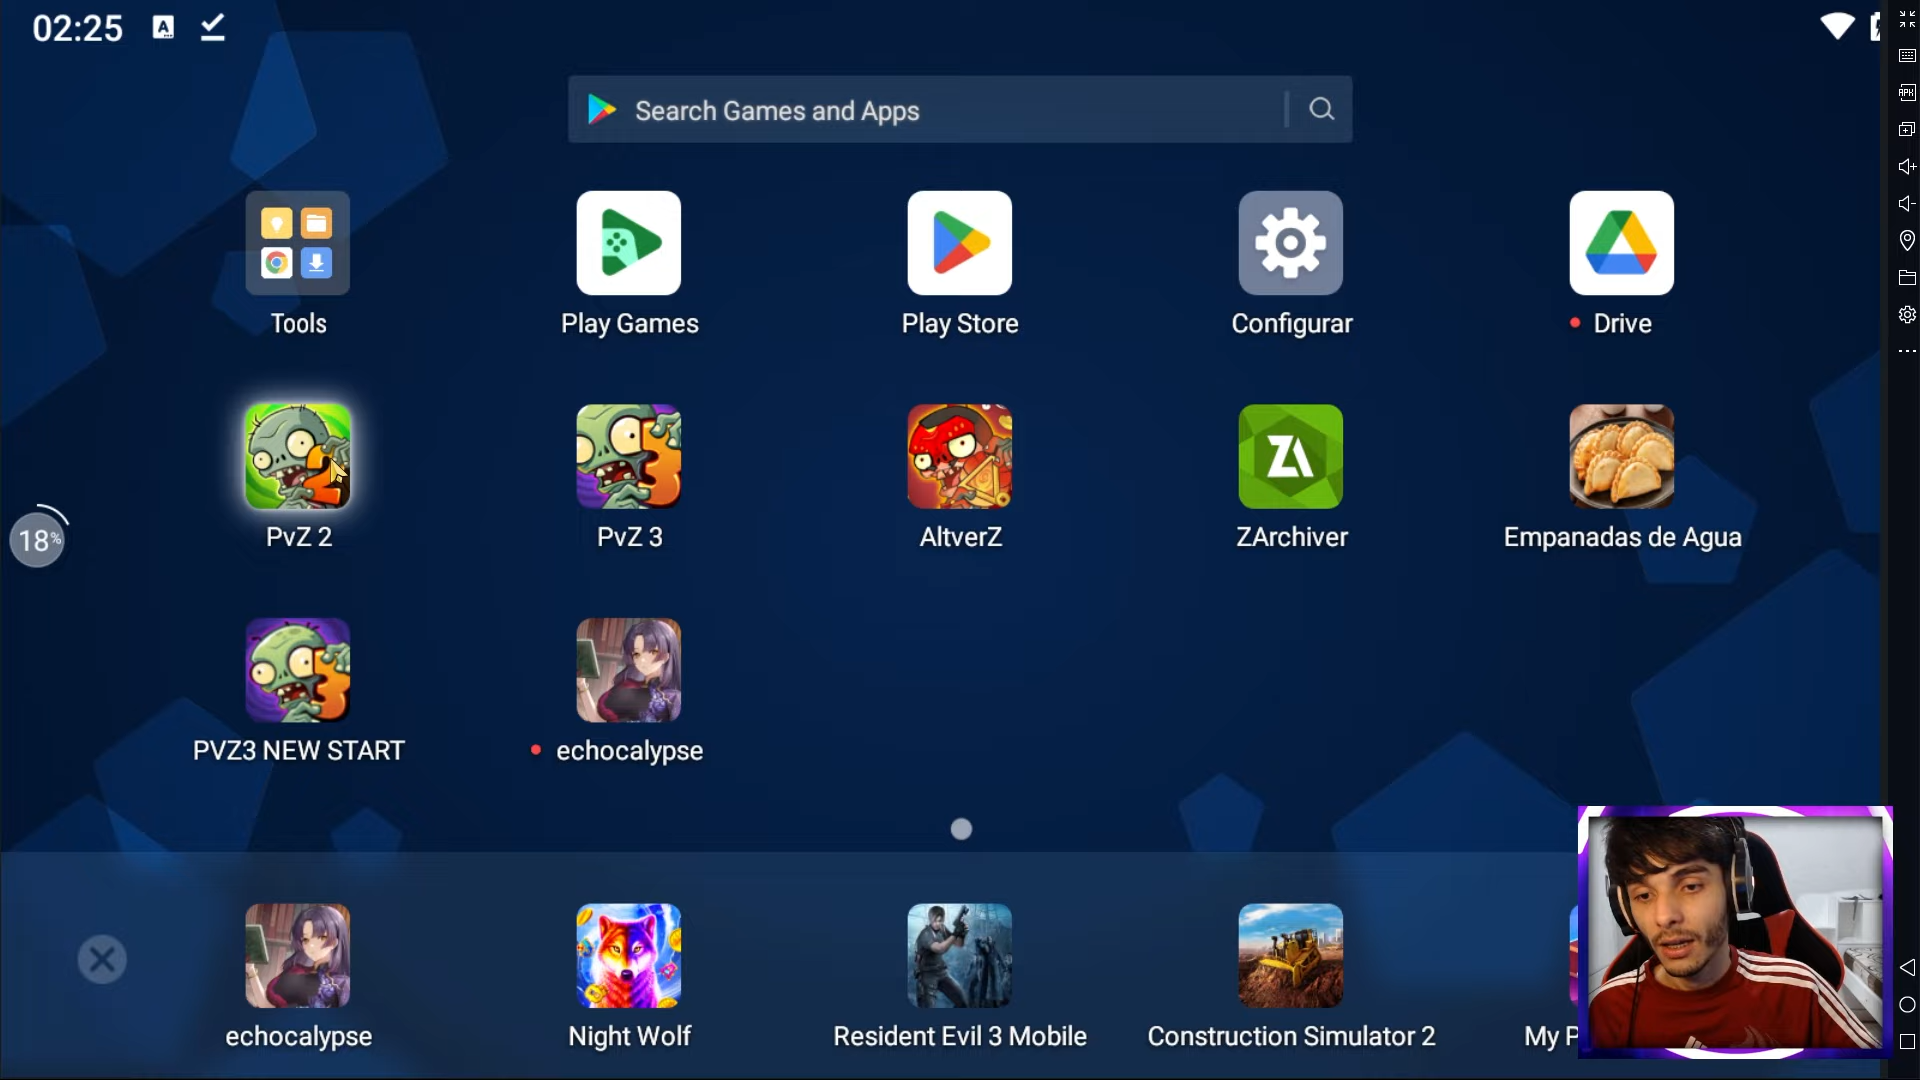 02:25
Search Games and Apps
Tools
Play Games
Play Store
Configurar
Drive
PvZ 2
PvZ 3
AltverZ
ZArchiver
Empanadas de Agua
18%
PVZ3 NEW START
echocalypse
echocalypse
Night Wolf
Resident Evil 3 Mobile
Construction Simulator 2
My